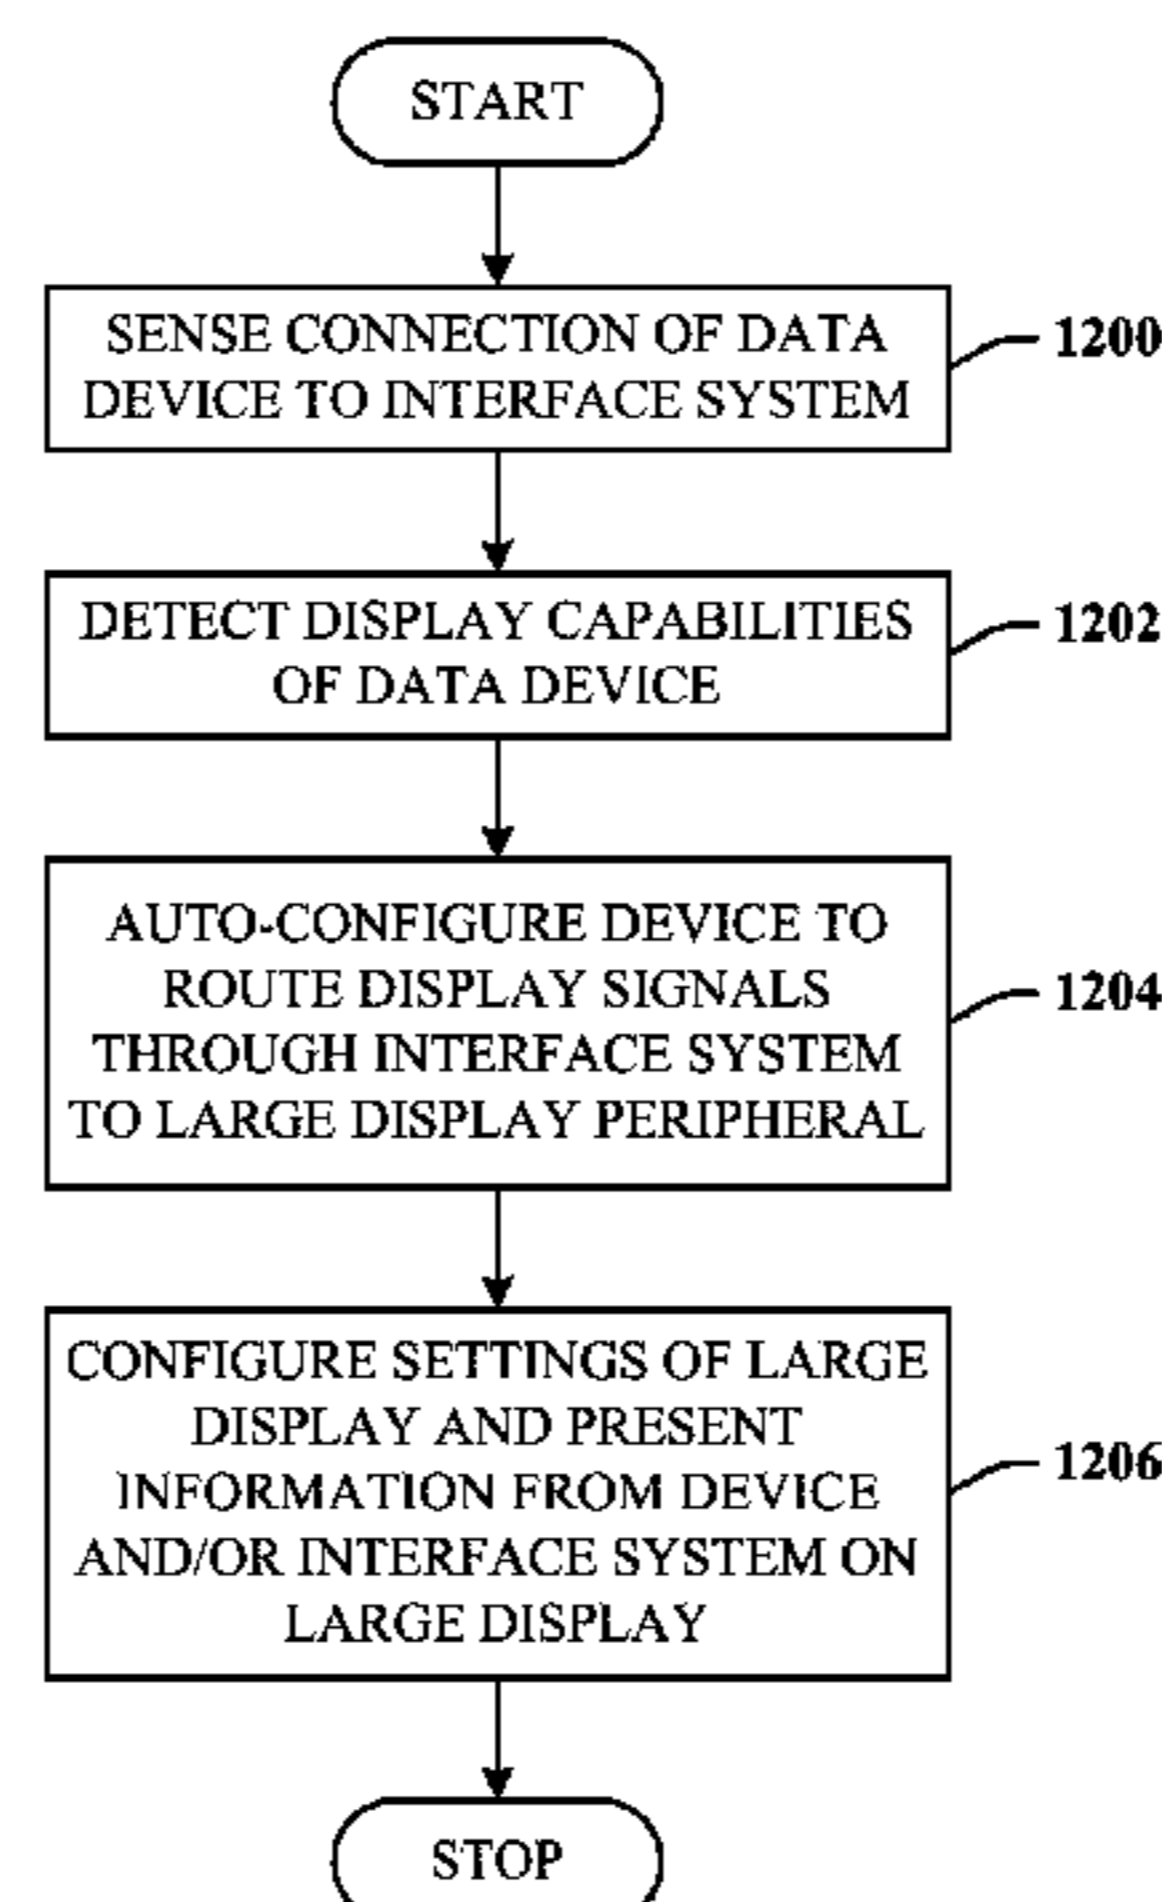 START
SENSE CONNECTION OF DATA
DEVICE TO INTERFACE SYSTEM
1200
DETECT DISPLAY CAPABILITIES
OF DATA DEVICE
1202
AUTO-CONFIGURE DEVICE TO
ROUTE DISPLAY SIGNALS
THROUGH INTERFACE SYSTEM
TO LARGE DISPLAY PERIPHERAL
1204
CONFIGURE SETTINGS OF LARGE
DISPLAY AND PRESENT
INFORMATION FROM DEVICE
AND/OR INTERFACE SYSTEM ON
LARGE DISPLAY
1206
STOP